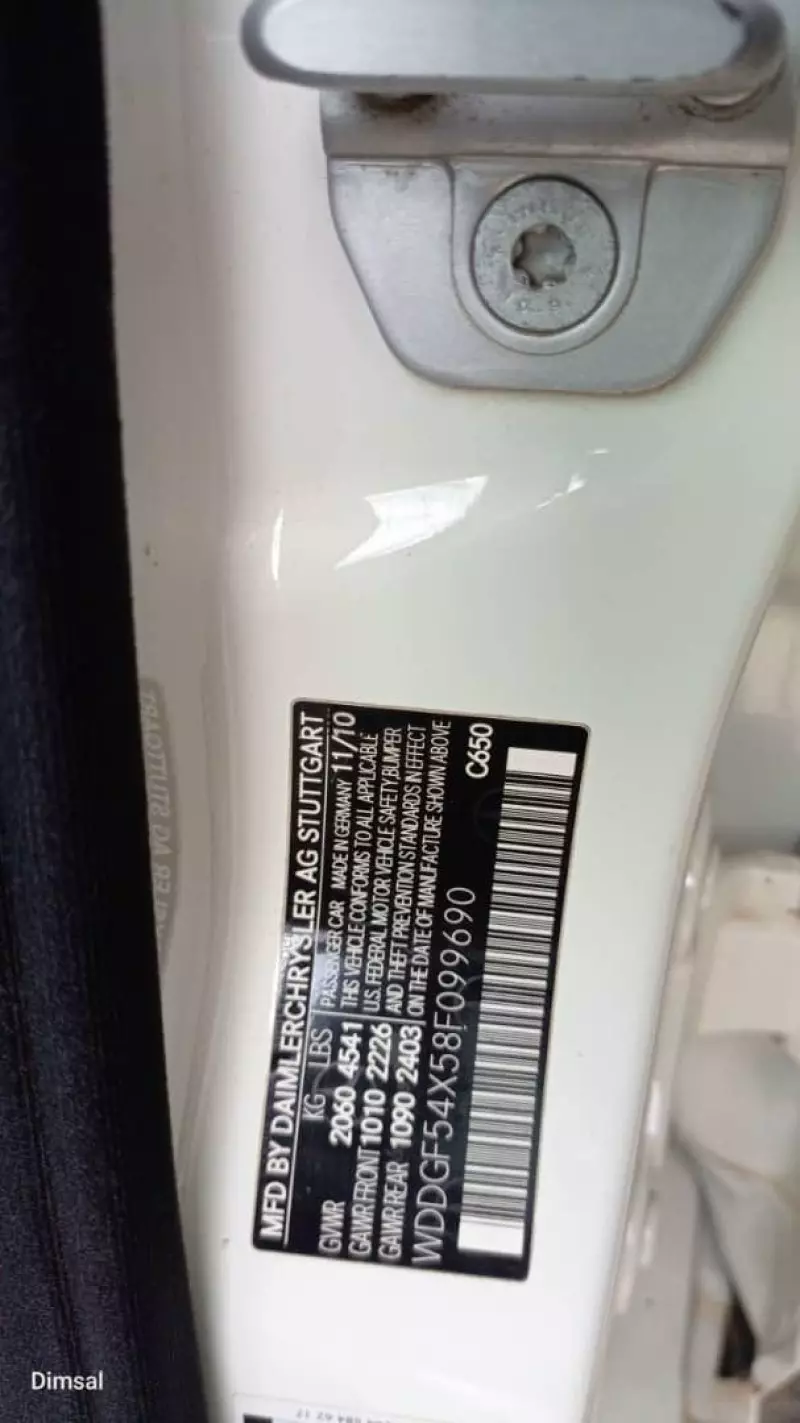 MFD BY DAIMLERCHRYSLER AG STUTTGART
KG LBS
GVWR 2060 4541
GAWR FRONT 1010 2226
GAWR REAR 1090 2403
PASSENGER CAR MADE IN GERMANY 11/10
THIS VEHICLE CONFORMS TO ALL APPLICABLE
U.S. FEDERAL MOTOR VEHICLE SAFETY, BUMPER
AND THEFT PREVENTION STANDARDS IN EFFECT
ON THE DATE OF MANUFACTURE SHOWN ABOVE
WDDGF54X58F099690 C650
Dimsal